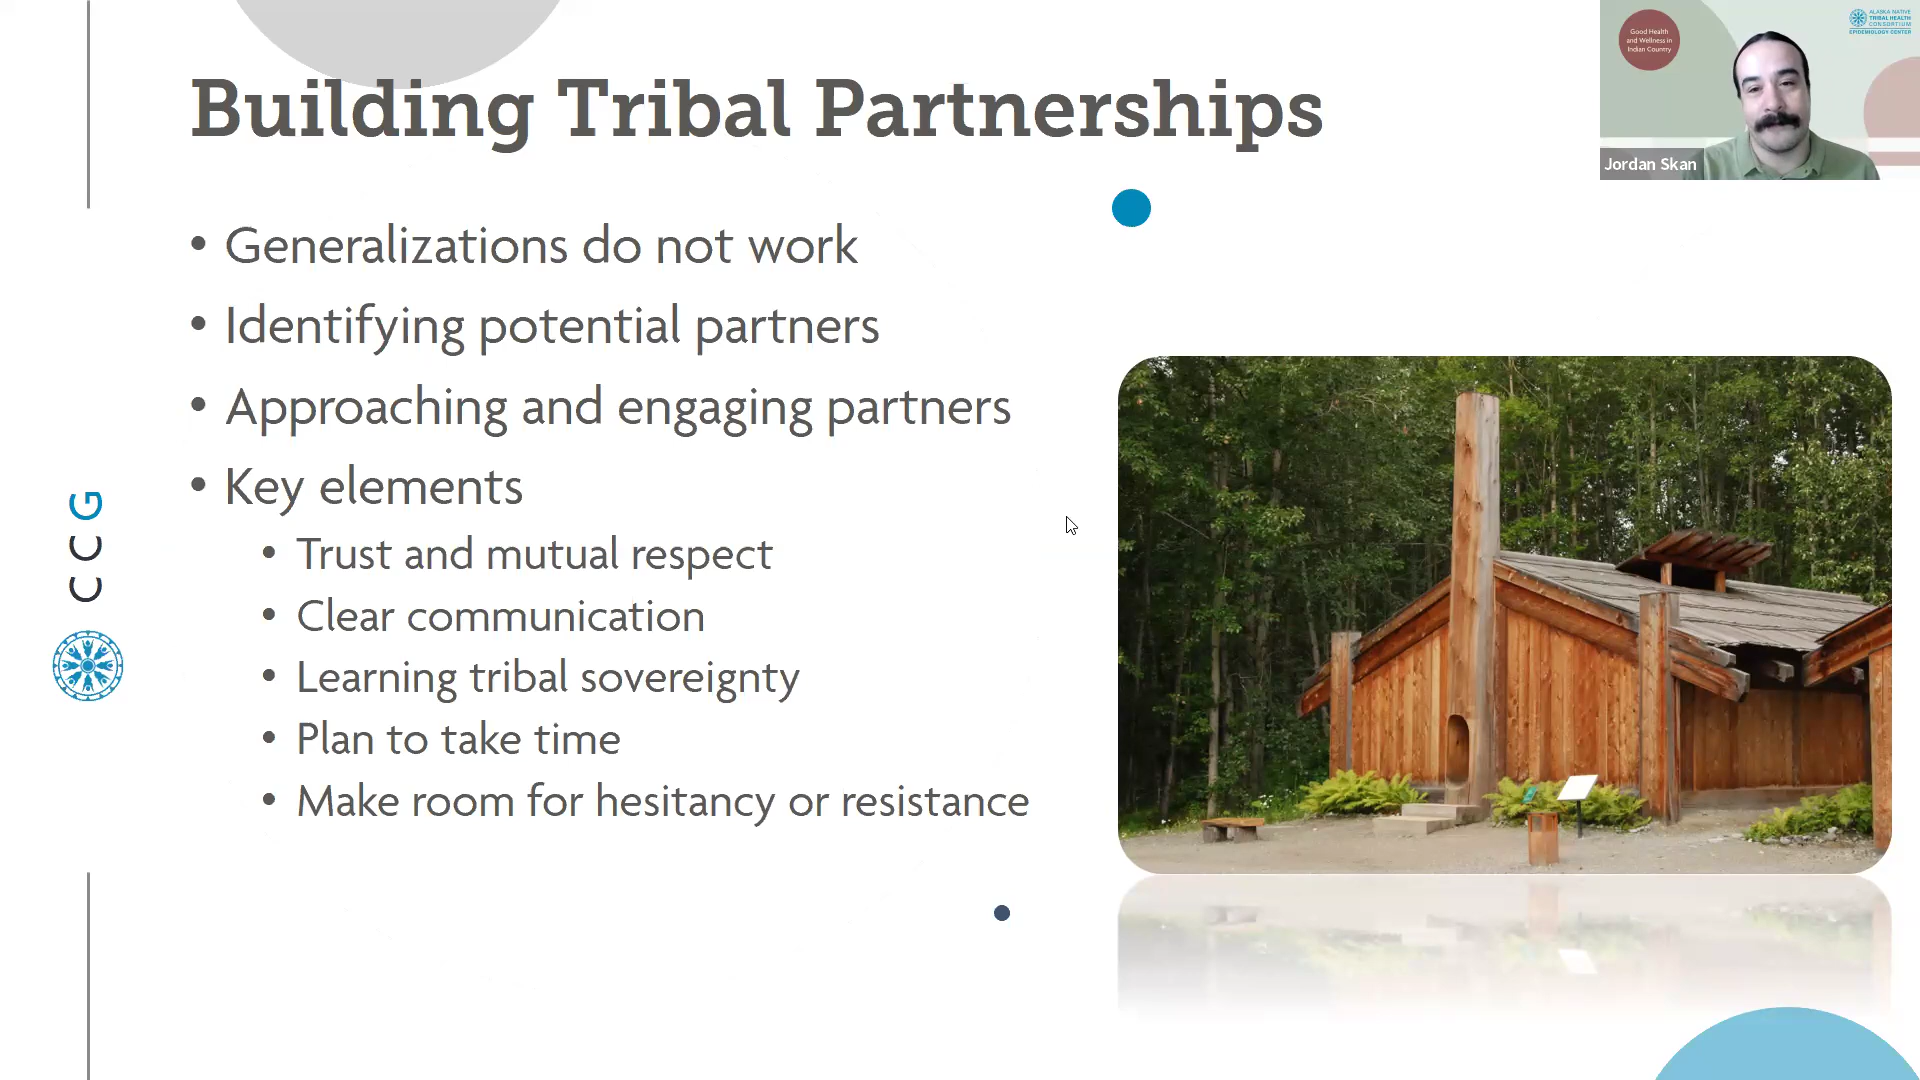 Building Tribal Partnerships
• Generalizations do not work
• Identifying potential partners
• Approaching and engaging partners
• Key elements
• Trust and mutual respect
• Clear communication
• Learning tribal sovereignty
• Plan to take time
• Make room for hesitancy or resistance
CCG
Good Health
and Wellness in
Indian Country
ALASKA NATIVE
TRIBAL HEALTH
CONSORTIUM
EPIDEMIOLOGY CENTER
Jordan Skan